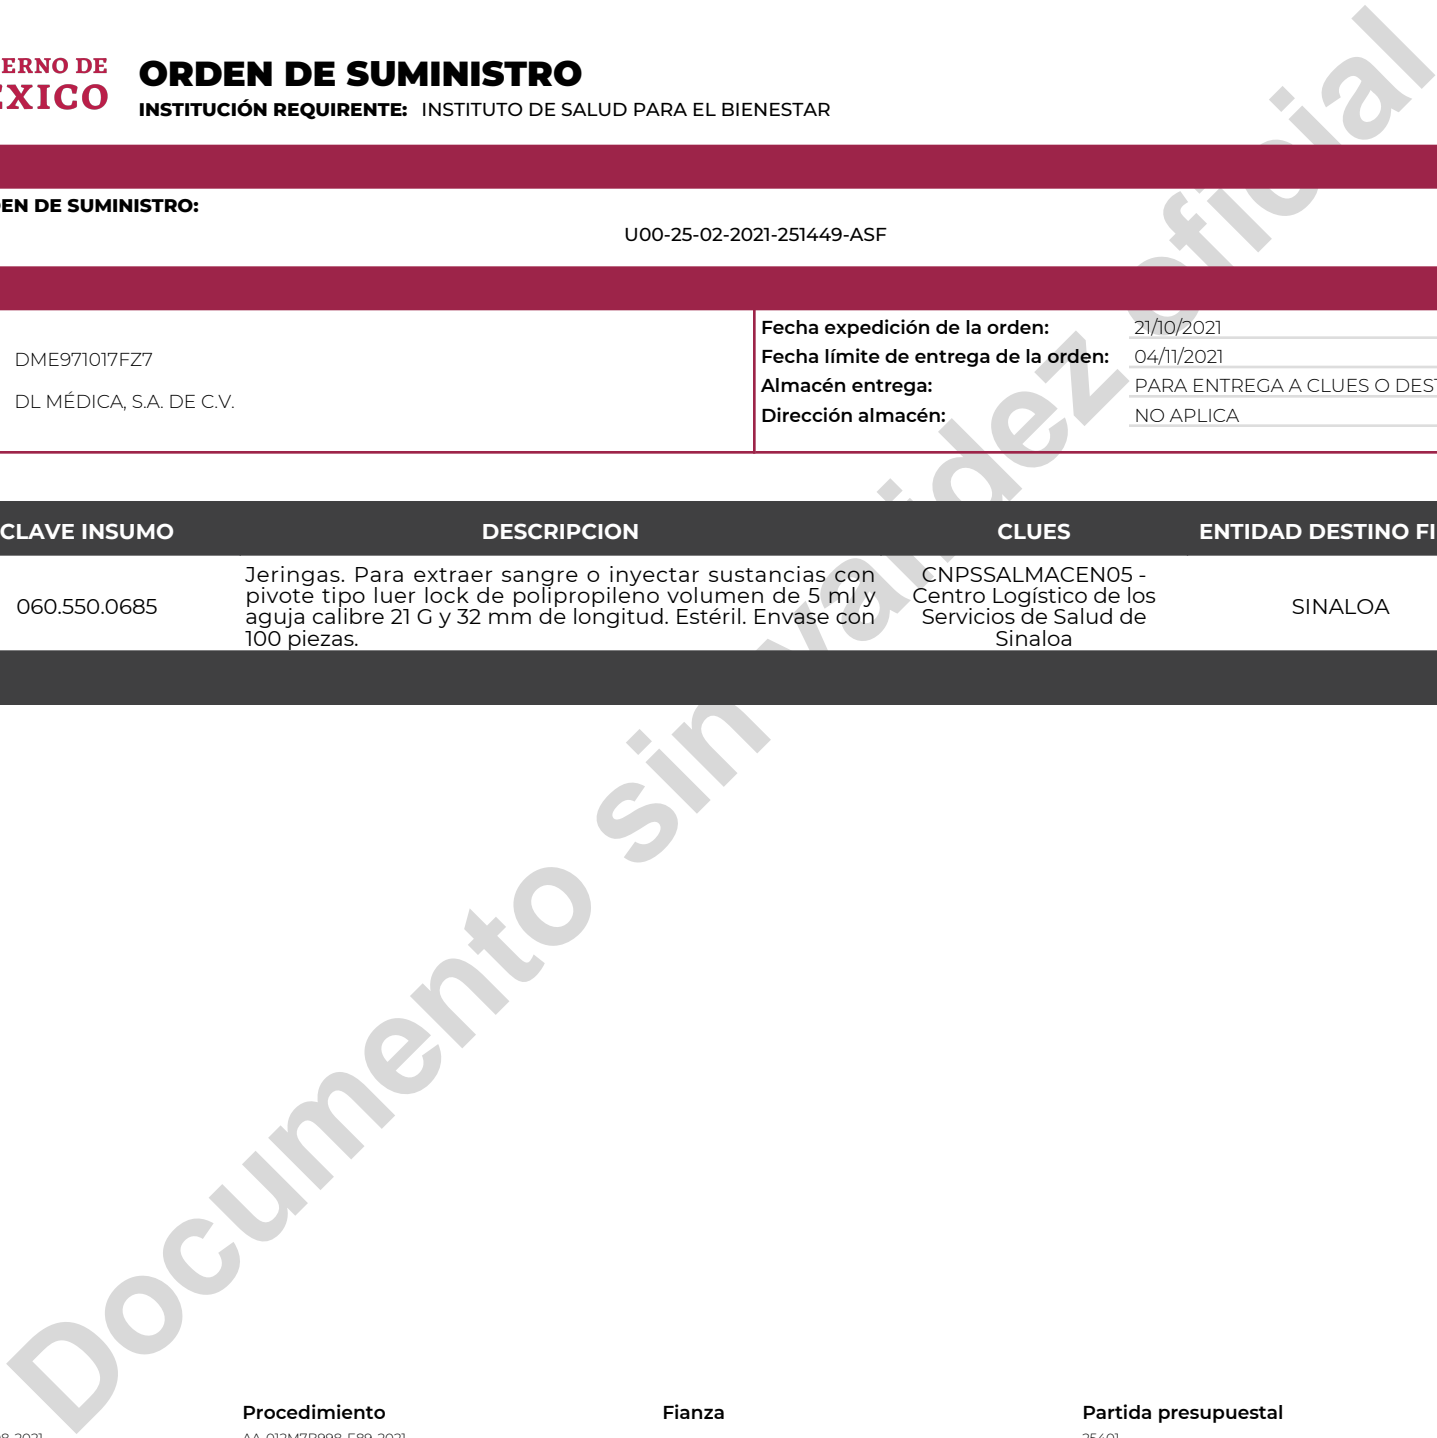 ERNO DE
EXICO
ORDEN DE SUMINISTRO
INSTITUCIÓN REQUIRENTE: INSTITUTO DE SALUD PARA EL BIENESTAR
EN DE SUMINISTRO:
U00-25-02-2021-251449-ASF
DME971017FZ7
DL MÉDICA, S.A. DE C.V.
Fecha expedición de la orden: 21/10/2021
Fecha límite de entrega de la orden: 04/11/2021
Almacén entrega: PARA ENTREGA A CLUES O DEST
Dirección almacén: NO APLICA
CLAVE INSUMO DESCRIPCION CLUES ENTIDAD DESTINO FI
060.550.0685
Jeringas. Para extraer sangre o inyectar sustancias con
pivote tipo luer lock de polipropileno volumen de 5 ml y
aguja calibre 21 G y 32 mm de longitud. Estéril. Envase con
100 piezas.
CNPSSALMACEN05 -
Centro Logístico de los
Servicios de Salud de
Sinaloa
SINALOA
Documento sin validez oficial
Procedimiento Fianza Partida presupuestal